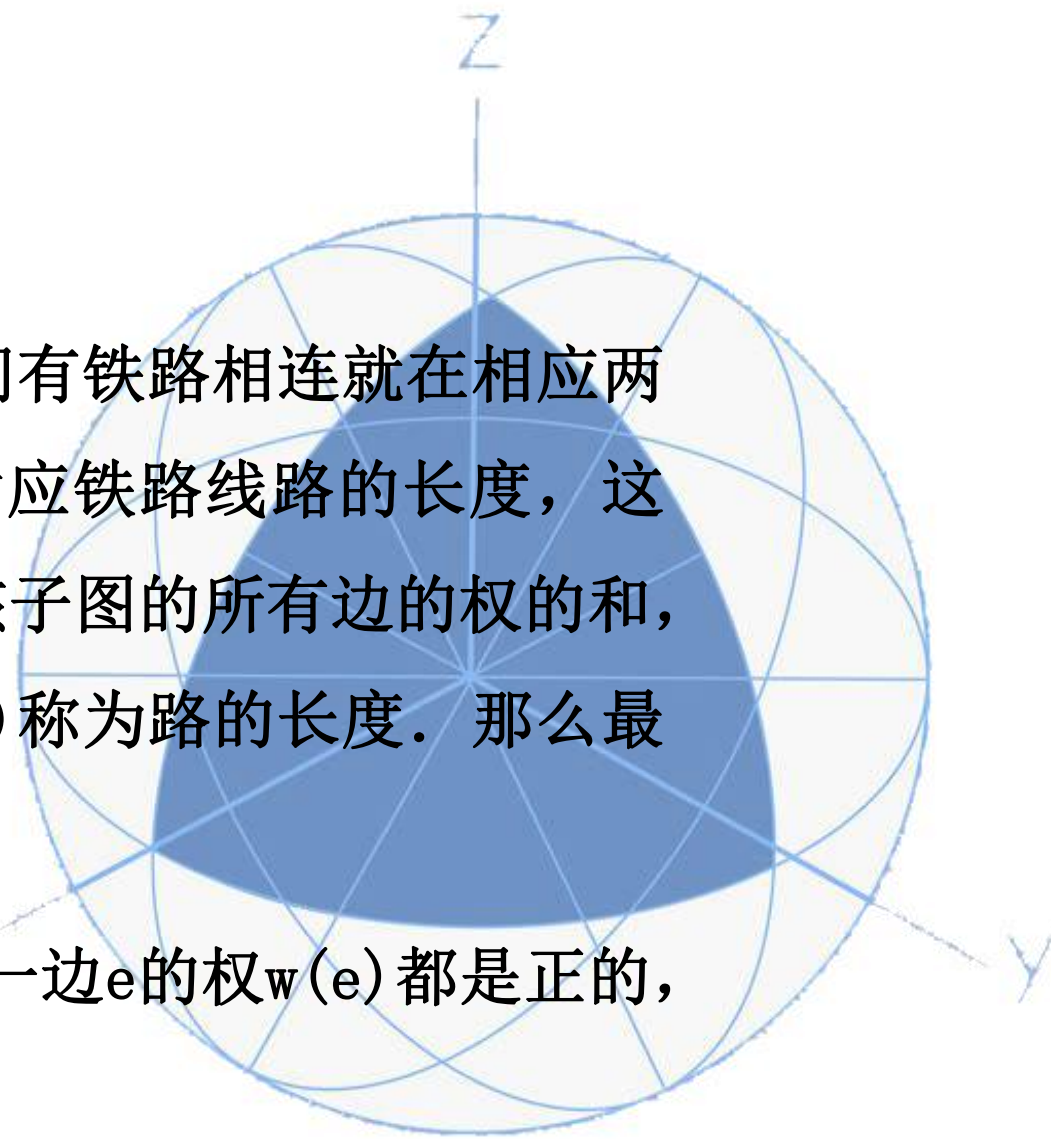 Z
间有铁路相连就在相应两
应铁路线路的长度，这
该子图的所有边的权的和，
)称为路的长度．那么最
一边e的权w(e)都是正的，
Y